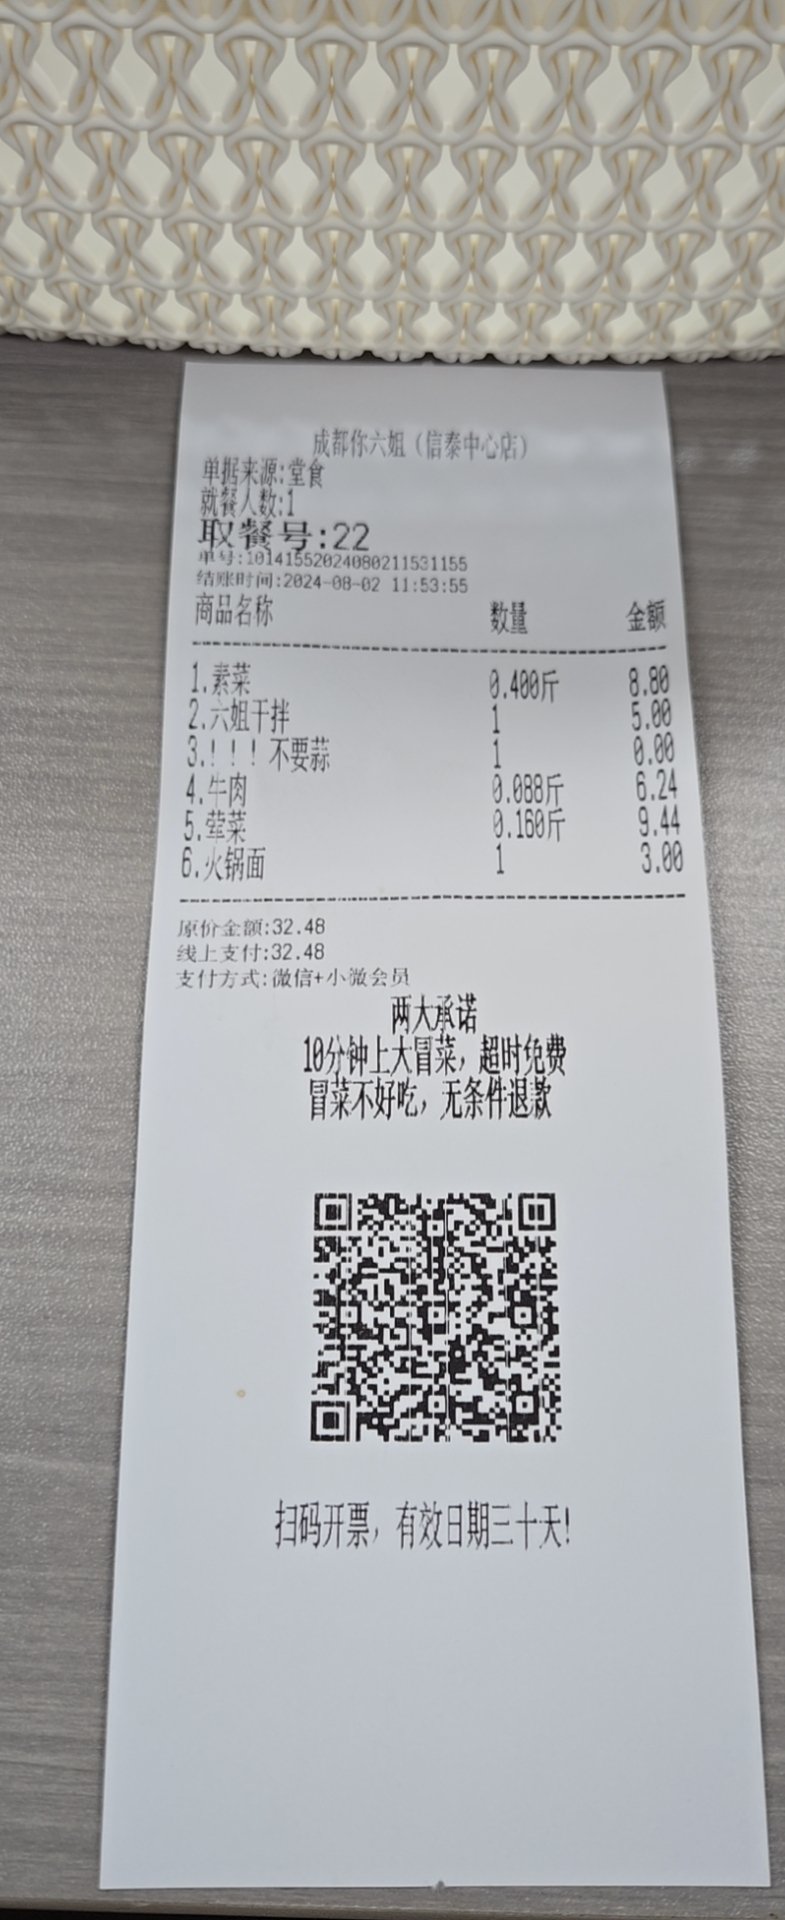 成都你六姐（信泰中心店）
单据来源:堂食
就餐人数:1
取餐号:22
单号:10141552024080211531155
结账时间:2024-08-02 11:53:55
商品名称 数量 金额
1.素菜 0.400斤 8.80
2.六姐干拌 1 5.00
3.！！！不要蒜 1 0.00
4.牛肉 0.088斤 6.24
5.荤菜 0.160斤 9.44
6.火锅面 1 3.00
原价金额:32.48
线上支付:32.48
支付方式:微信+小微会员
两大承诺
10分钟上大冒菜，超时免费
冒菜不好吃，无条件退款
扫码开票，有效日期三十天!